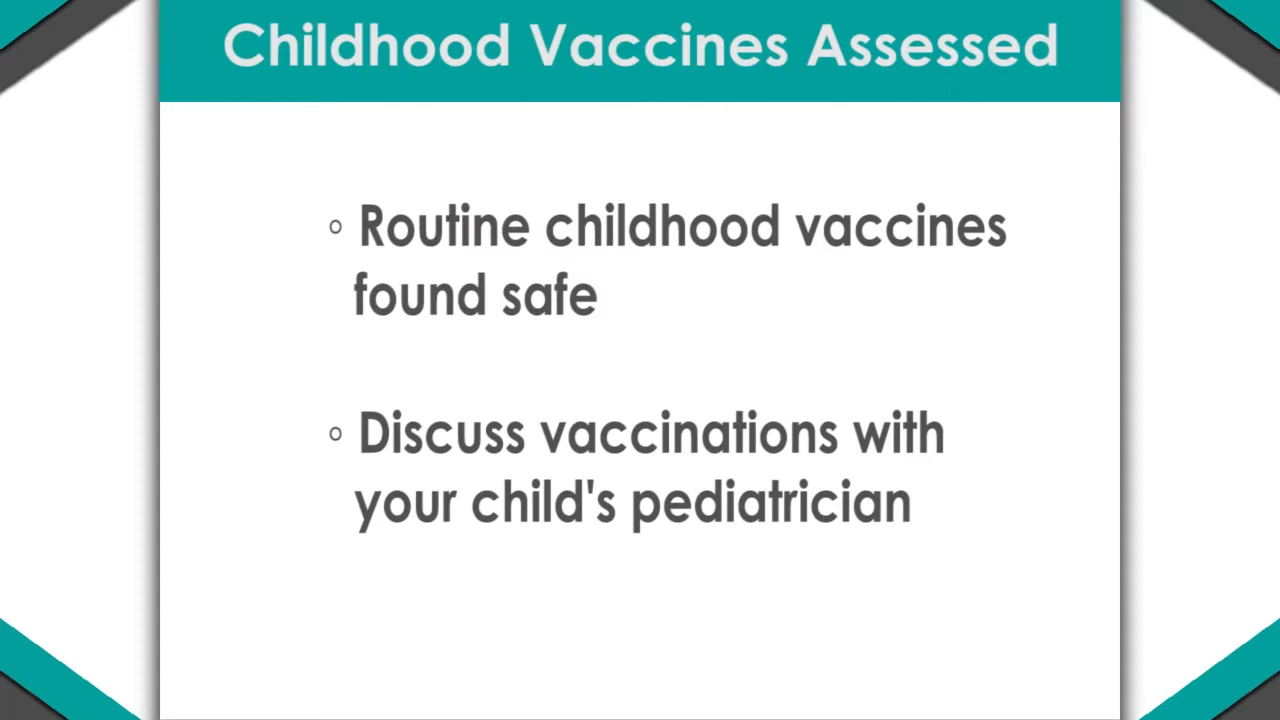 Childhood Vaccines Assessed
◦ Routine childhood vaccines
found safe
◦ Discuss vaccinations with
your child's pediatrician